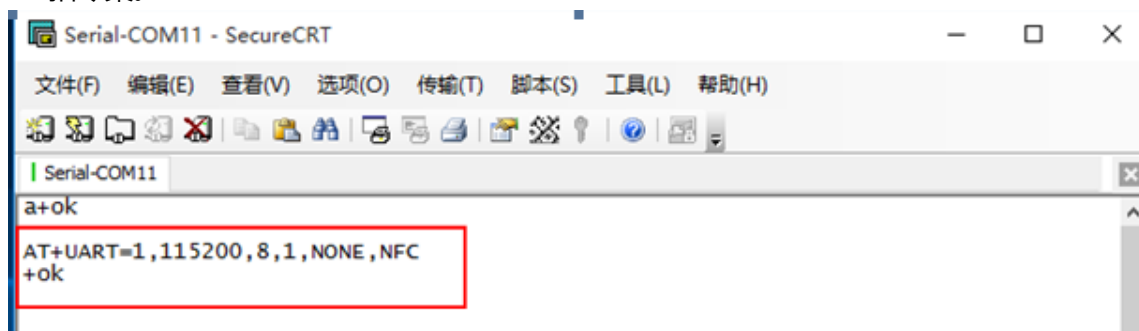 Serial-COM11 - SecureCRT
文件(F) 编辑(E) 查看(V) 选项(O) 传输(T) 脚本(S) 工具(L) 帮助(H)
Serial-COM11
a+ok
AT+UART=1,115200,8,1,NONE,NFC
+ok